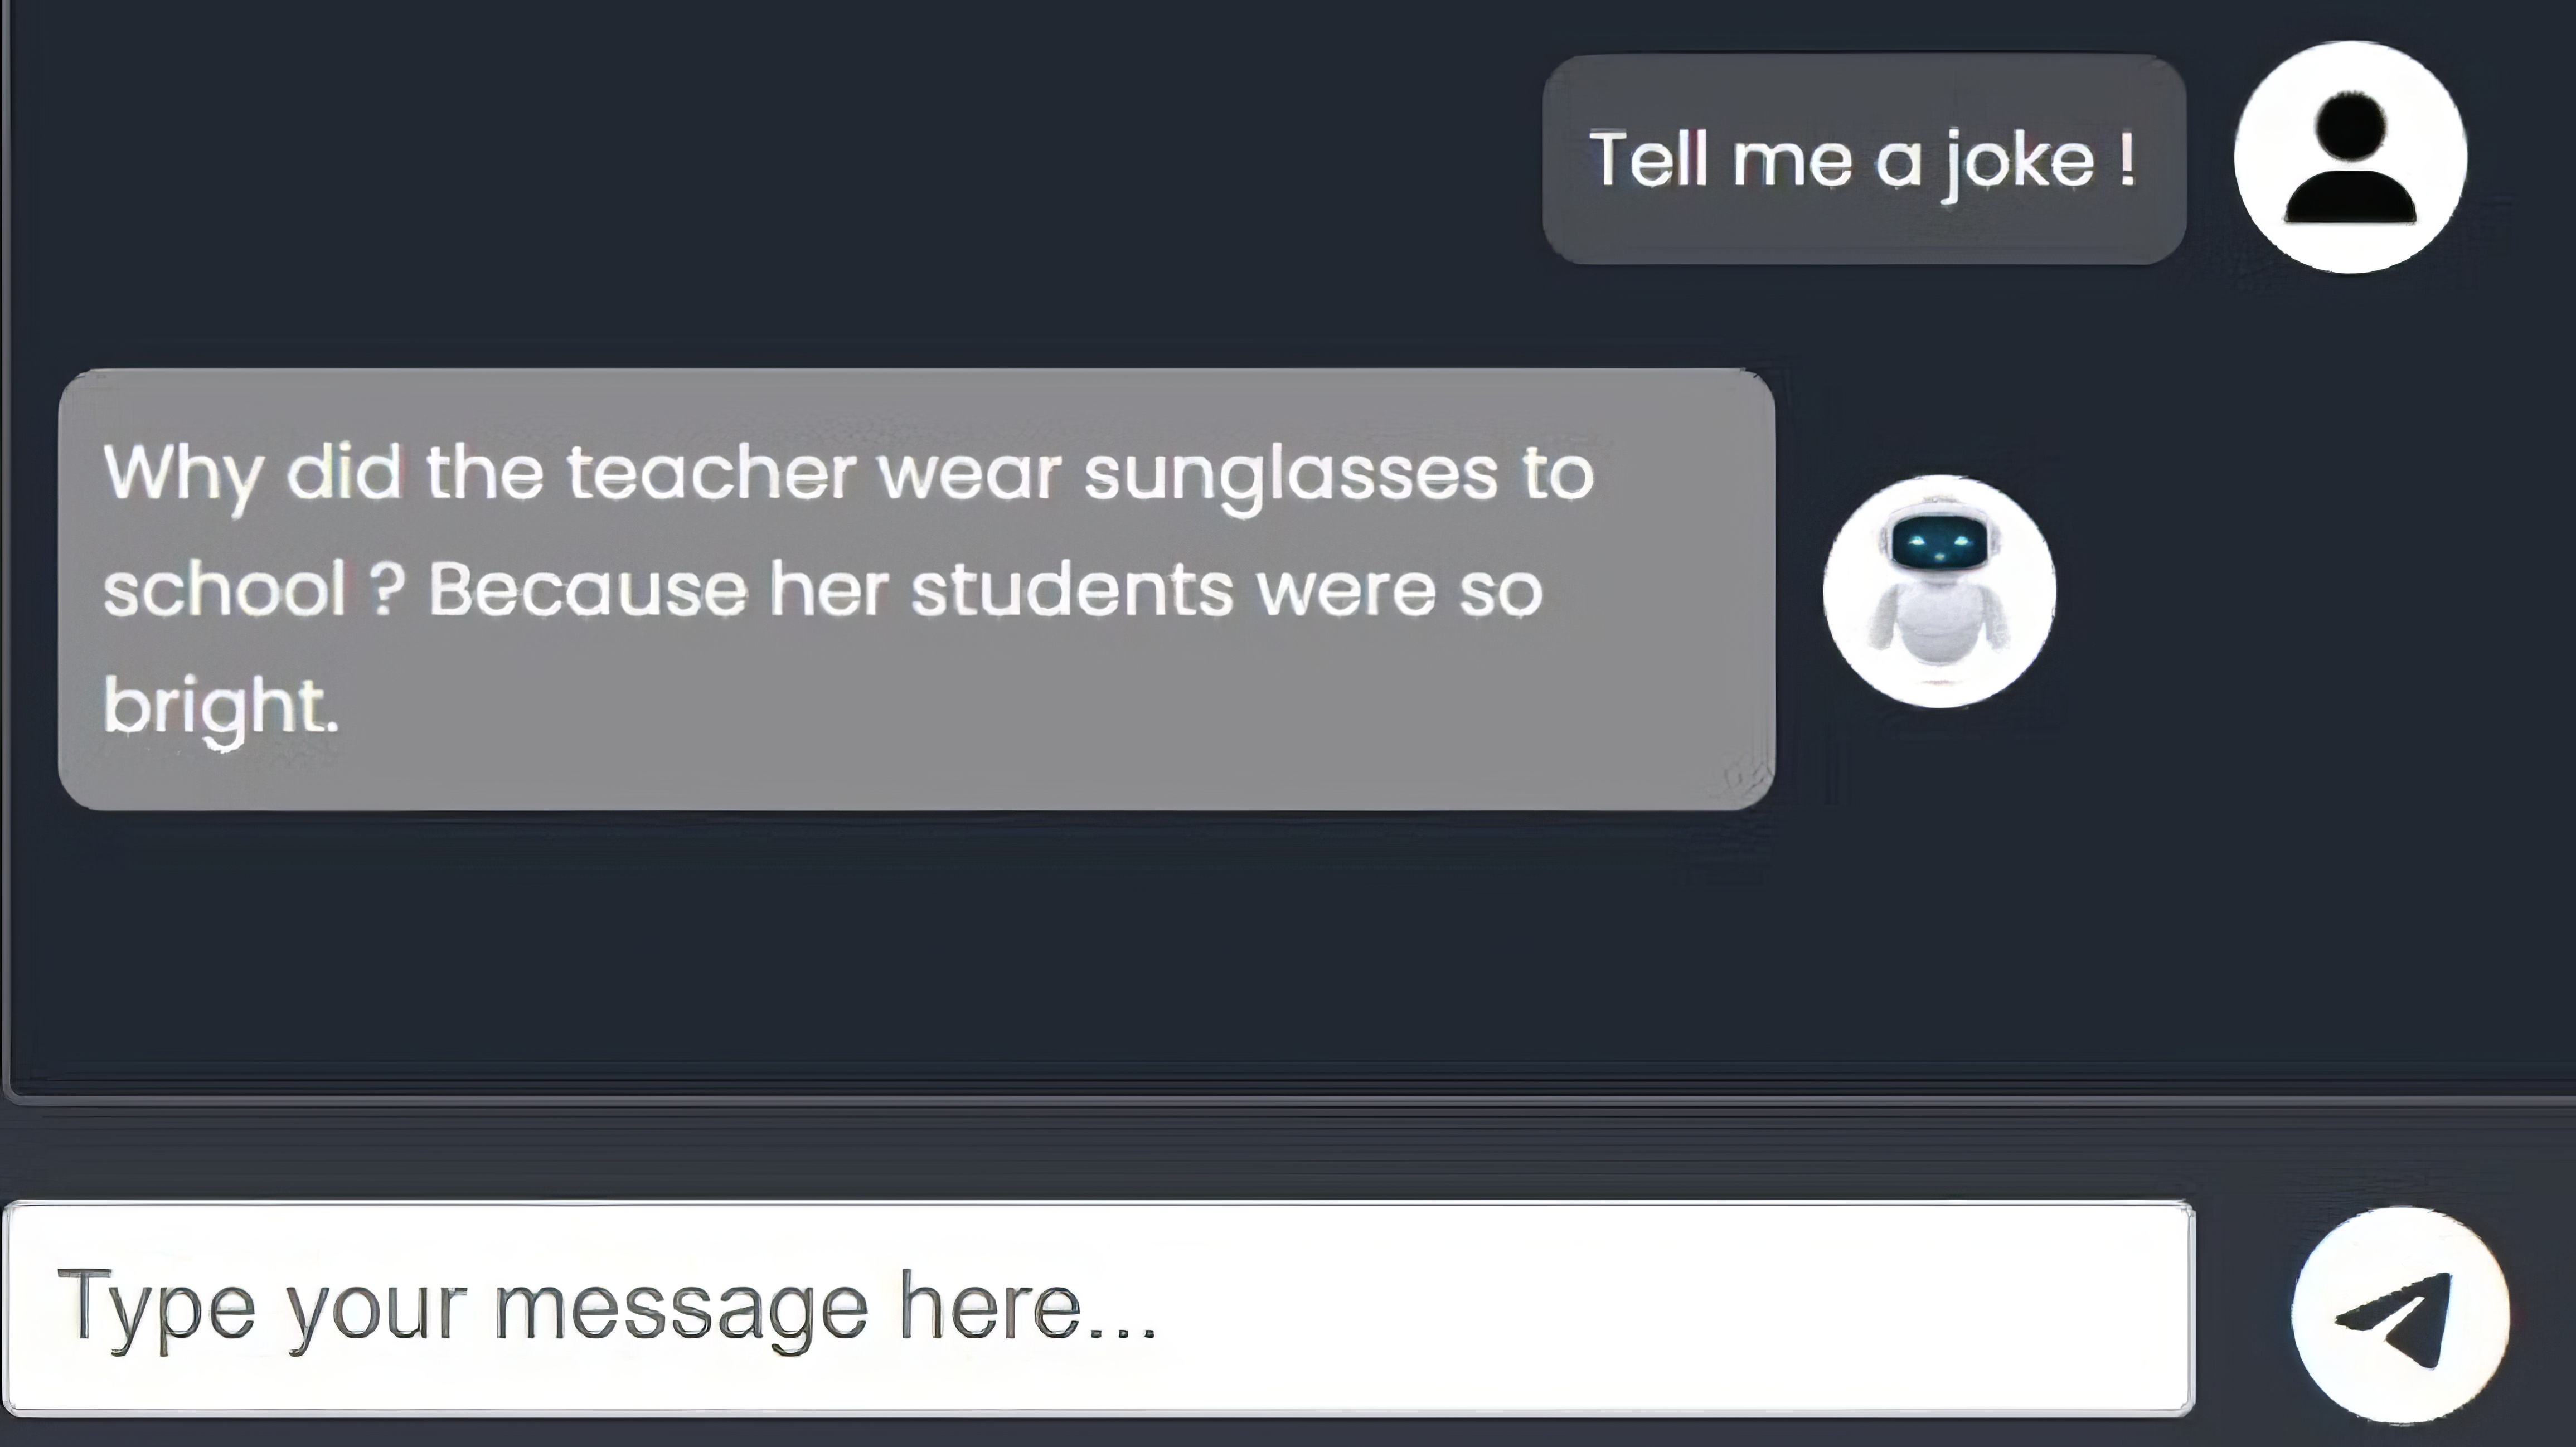 Tell me a joke !
Why did the teacher wear sunglasses to
school ? Because her students were so
bright.
Type your message here...